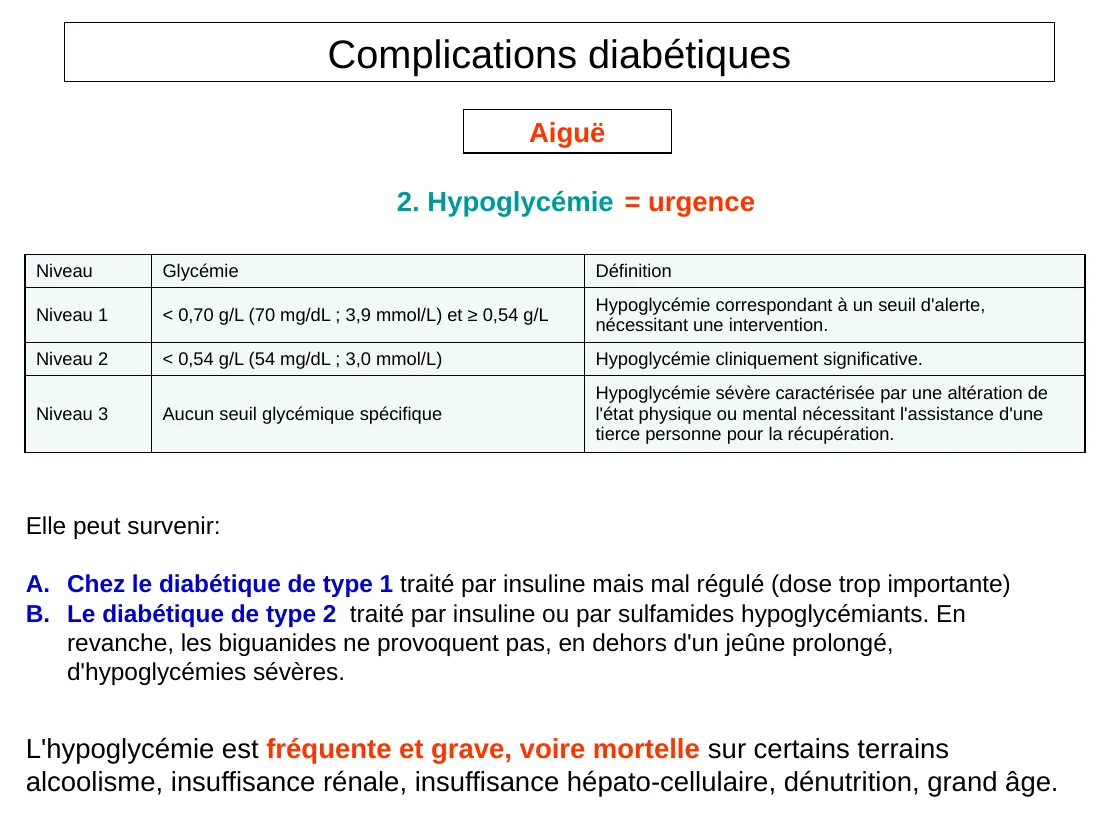 Complications diabétiques
Aiguë
2. Hypoglycémie = urgence
Niveau Glycémie Définition
Niveau 1 < 0,70 g/L (70 mg/dL ; 3,9 mmol/L) et ≥ 0,54 g/L Hypoglycémie correspondant à un seuil d'alerte,
nécessitant une intervention.
Niveau 2 < 0,54 g/L (54 mg/dL ; 3,0 mmol/L) Hypoglycémie cliniquement significative.
Niveau 3 Aucun seuil glycémique spécifique Hypoglycémie sévère caractérisée par une altération de
l'état physique ou mental nécessitant l'assistance d'une
tierce personne pour la récupération.
Elle peut survenir:
A. Chez le diabétique de type 1 traité par insuline mais mal régulé (dose trop importante)
B. Le diabétique de type 2 traité par insuline ou par sulfamides hypoglycémiants. En
revanche, les biguanides ne provoquent pas, en dehors d'un jeûne prolongé,
d'hypoglycémies sévères.
L'hypoglycémie est fréquente et grave, voire mortelle sur certains terrains
alcoolisme, insuffisance rénale, insuffisance hépato-cellulaire, dénutrition, grand âge.